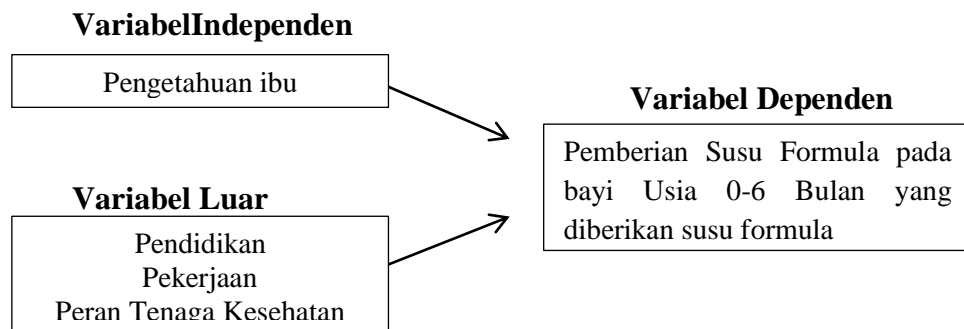 VariabelIndependen
Pengetahuan ibu
Variabel Dependen
Pemberian Susu Formula pada
bayi Usia 0-6 Bulan yang
diberikan susu formula
Variabel Luar
Pendidikan
Pekerjaan
Peran Tenaga Kesehatan